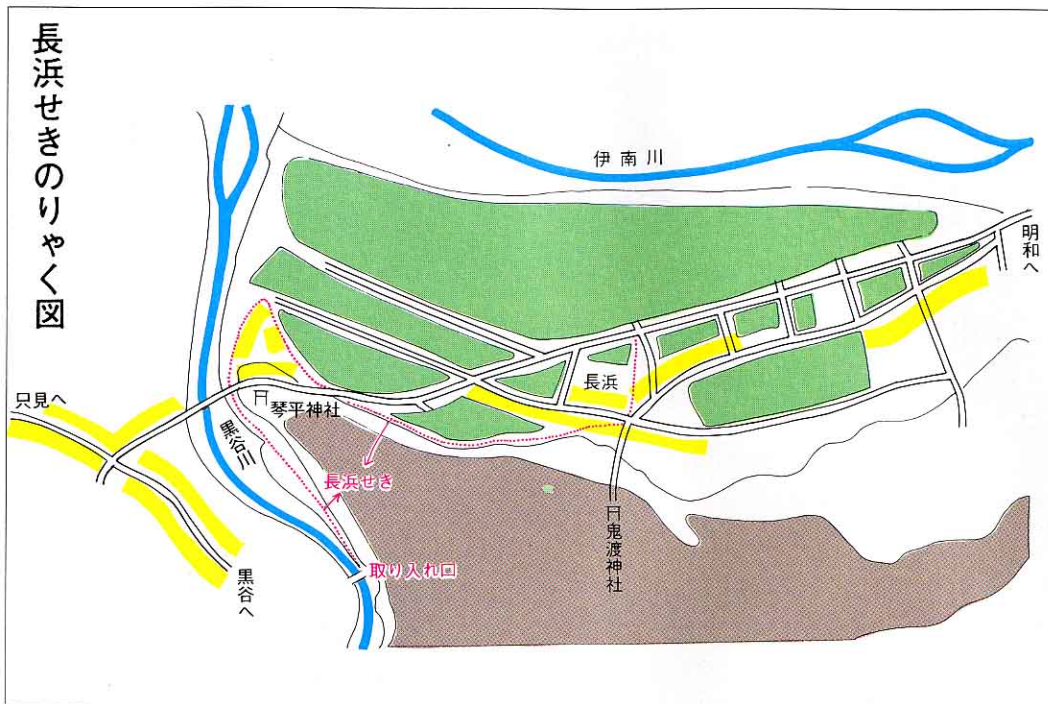 長浜せきのりゃく図
伊南川
明和へ
只見へ
琴平神社
長浜
黒谷川
長浜せき
取り入れ口
鬼渡神社
黒谷へ